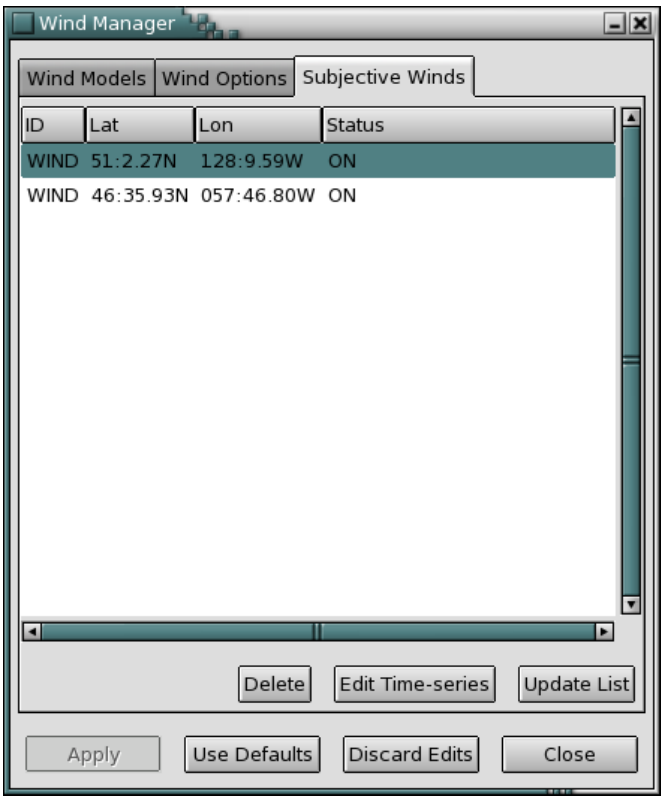 Wind Manager
Wind Models Wind Options Subjective Winds
ID Lat Lon Status
WIND 51:2.27N 128:9.59W ON
WIND 46:35.93N 057:46.80W ON
Delete Edit Time-series Update List
Apply Use Defaults Discard Edits Close